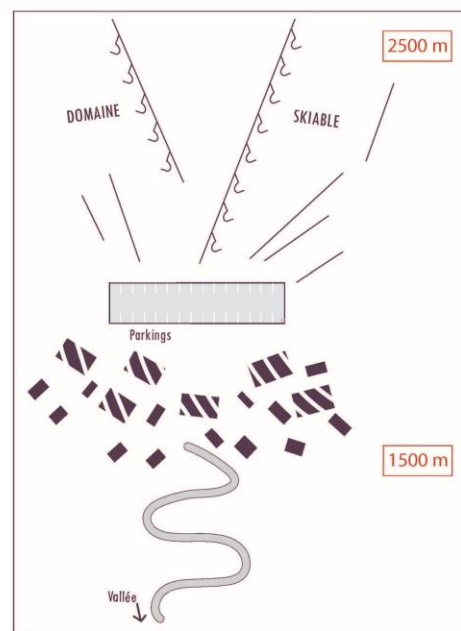 2500 m
DOMAINE
SKIABLE
Parkings
1500 m
Vallée